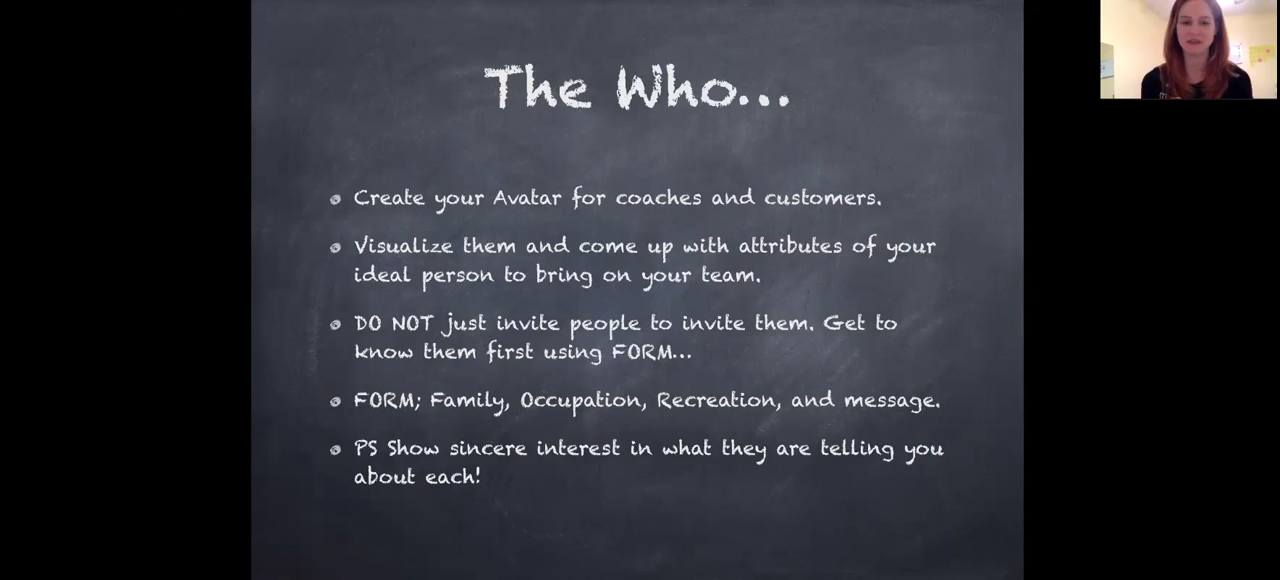 The Who...
Create your Avatar for coaches and customers.
Visualize them and come up with attributes of your
ideal person to bring on your team.
DO NOT just invite people to invite them. Get to
know them first using FORM...
FORM; Family, Occupation, Recreation, and message.
PS Show sincere interest in what they are telling you
about each!